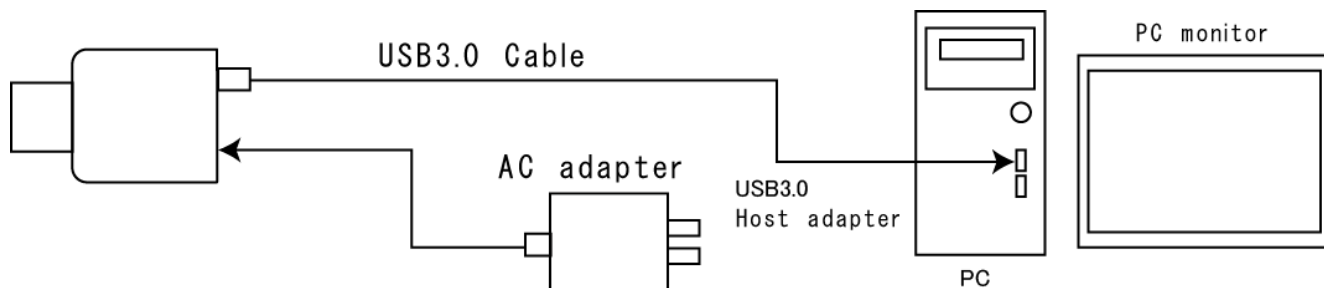 USB3.0 Cable
PC monitor
AC adapter
USB3.0
Host adapter
PC